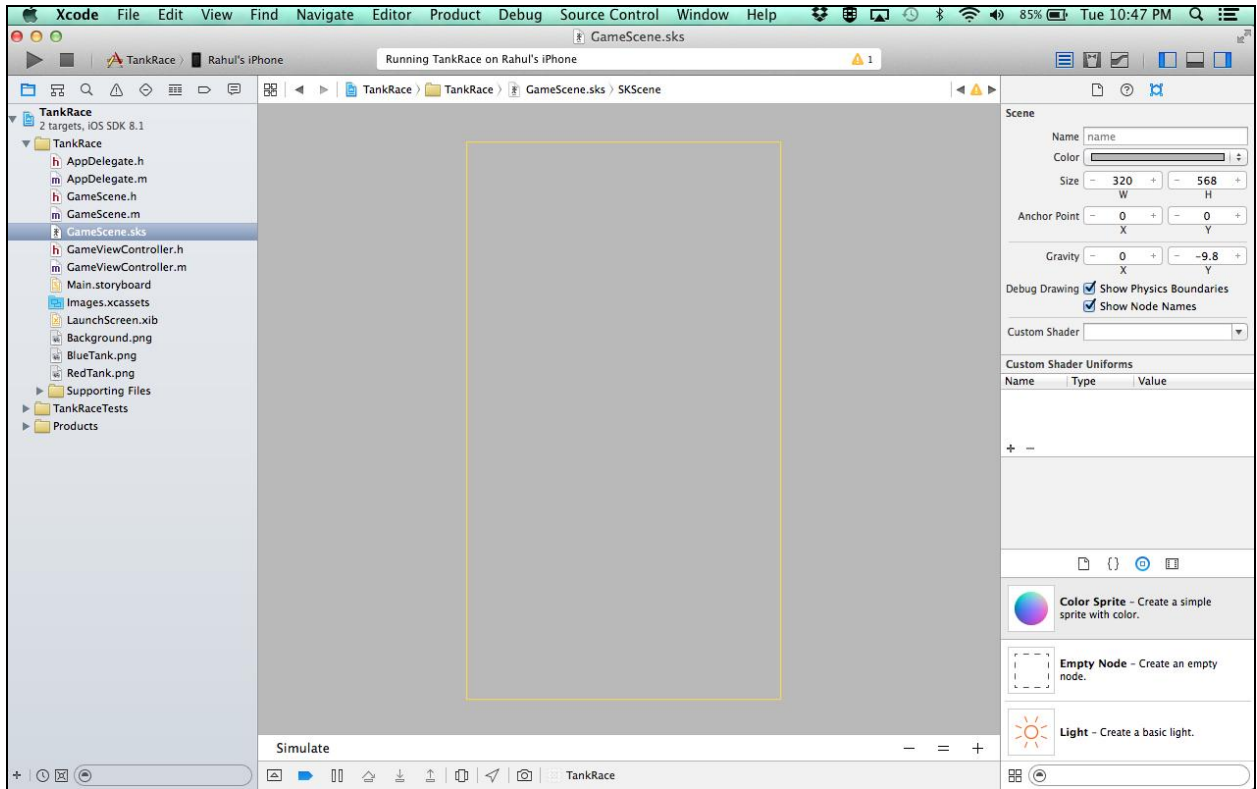 Xcode File Edit View Find Navigate Editor Product Debug Source Control Window Help 85% Tue 10:47 PM
GameScene.sks
TankRace Rahul's iPhone Running TankRace on Rahul's iPhone 1
TankRace TankRace GameScene.sks SKScene
TankRace
2 targets, iOS SDK 8.1
TankRace
h AppDelegate.h
m AppDelegate.m
h GameScene.h
m GameScene.m
GameScene.sks
h GameViewController.h
m GameViewController.m
Main.storyboard
Images.xcassets
LaunchScreen.xib
Background.png
BlueTank.png
RedTank.png
Supporting Files
TankRaceTests
Products
Simulate − = +
TankRace
Scene
Name name
Color
Size − 320 + − 568 +
W H
Anchor Point − 0 + − 0 +
X Y
Gravity − 0 + − -9.8 +
X Y
Debug Drawing Show Physics Boundaries
Show Node Names
Custom Shader
Custom Shader Uniforms
Name Type Value
+ −
{}
Color Sprite – Create a simple
sprite with color.
Empty Node – Create an empty
node.
Light – Create a basic light.